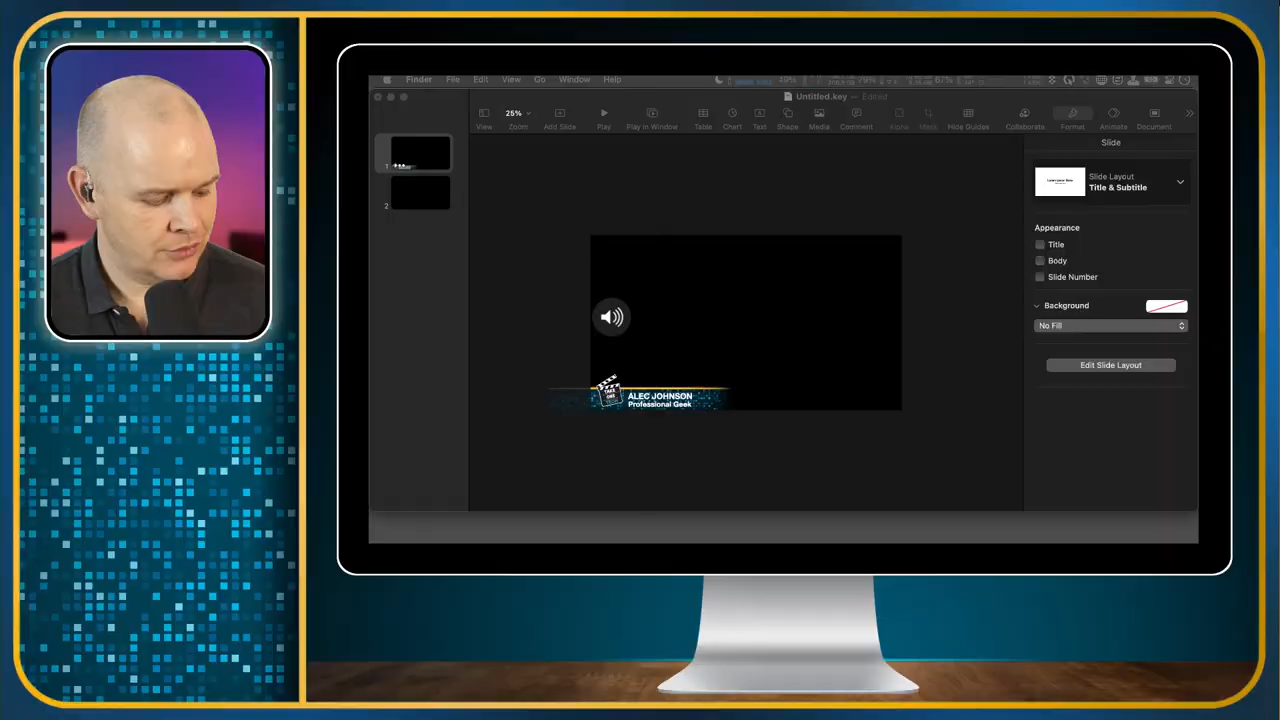 Finder File Edit View Go Window Help
Untitled.key — Edited
25%
View Zoom Add Slide Play Play in Window Table Chart Text Shape Media Comment Alpha Mask Hide Guides Collaborate Format Animate Document
Slide
Slide Layout
Title & Subtitle
Appearance
Title
Body
Slide Number
Background
No Fill
Edit Slide Layout
1
2
ALEC JOHNSON
Professional Geek